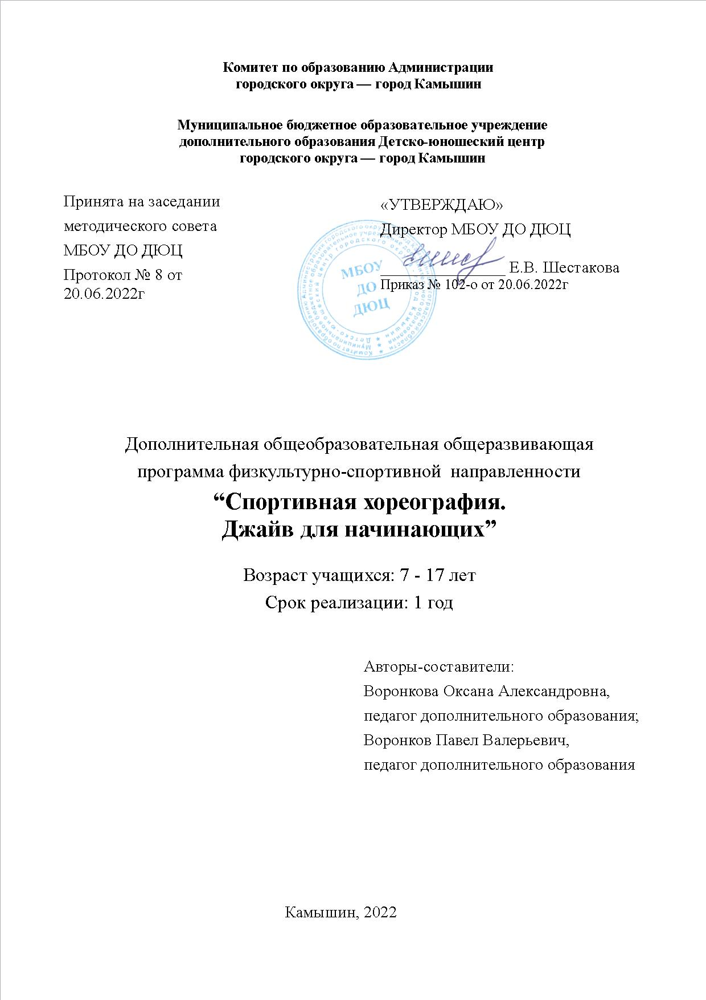 Комитет по образованию Администрации
городского округа — город Камышин
Муниципальное бюджетное образовательное учреждение
дополнительного образования Детско-юношеский центр
городского округа — город Камышин
Принята на заседании
методического совета
МБОУ ДО ДЮЦ
Протокол № 8 от
20.06.2022г
«УТВЕРЖДАЮ»
Директор МБОУ ДО ДЮЦ
________________ Е.В. Шестакова
Приказ № 102-о от 20.06.2022г
МБОУ
ДО
ДЮЦ
Дополнительная общеобразовательная общеразвивающая
программа физкультурно-спортивной  направленности
“Спортивная хореография.
Джайв для начинающих”
Возраст учащихся: 7 - 17 лет
Срок реализации: 1 год
Авторы-составители:
Воронкова Оксана Александровна,
педагог дополнительного образования;
Воронков Павел Валерьевич,
педагог дополнительного образования
Камышин, 2022